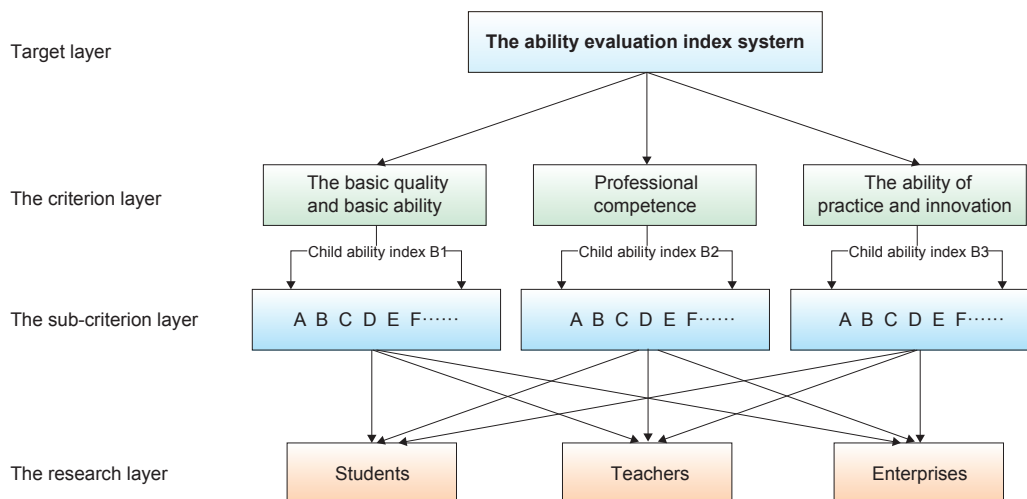 Target layer
The ability evaluation index systern
The criterion layer
The basic quality
and basic ability
Professional
competence
The ability of
practice and innovation
Child ability index B1
Child ability index B2
Child ability index B3
The sub-criterion layer
A B C D E F······
A B C D E F······
A B C D E F······
The research layer
Students
Teachers
Enterprises